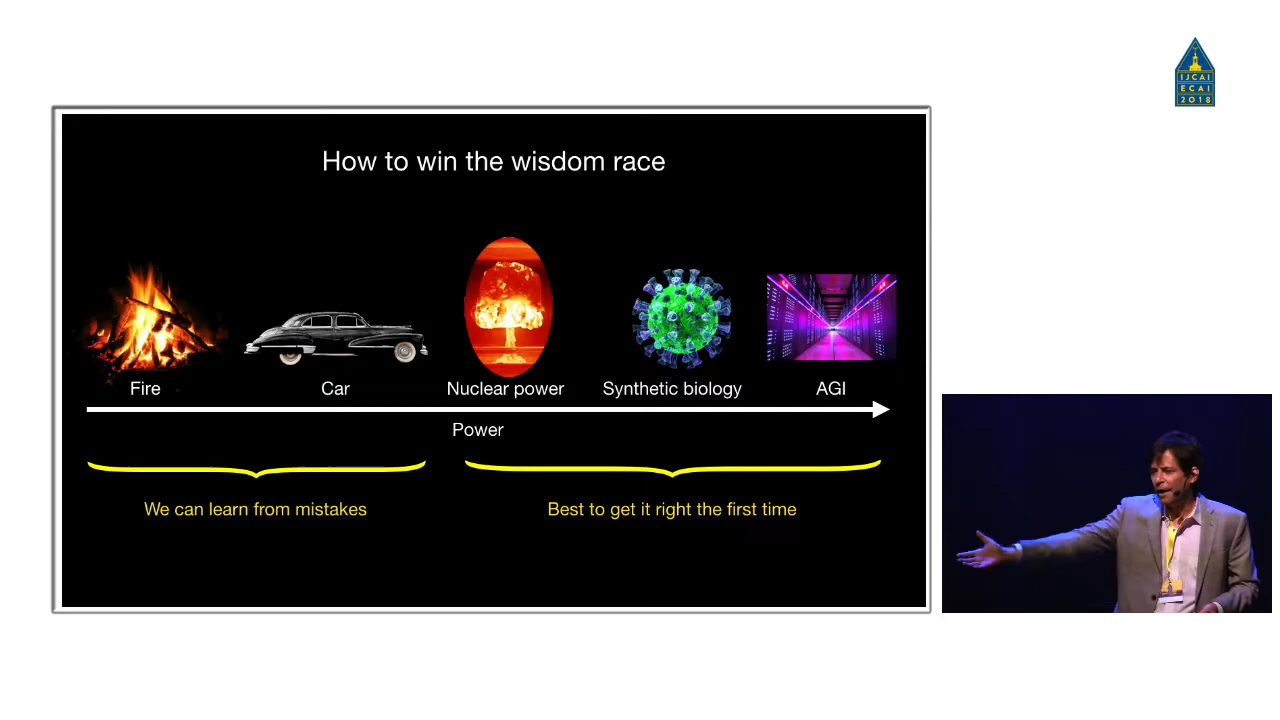 IJCAI
ECAI
2018
How to win the wisdom race
Fire
Car
Nuclear power
Synthetic biology
AGI
Power
We can learn from mistakes
Best to get it right the first time